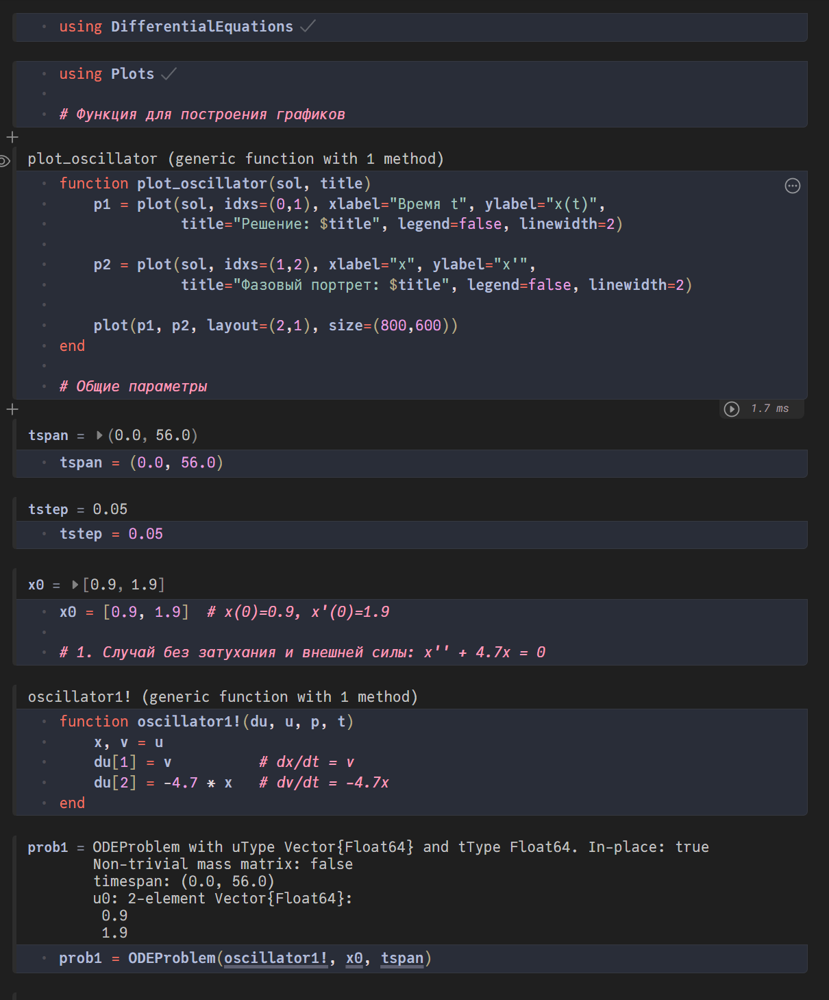 using DifferentialEquations
using Plots
# Функция для построения графиков
plot_oscillator (generic function with 1 method)
function plot_oscillator(sol, title)
    p1 = plot(sol, idxs=(0,1), xlabel="Время t", ylabel="x(t)",
              title="Решение: $title", legend=false, linewidth=2)
    p2 = plot(sol, idxs=(1,2), xlabel="x", ylabel="x'",
              title="Фазовый портрет: $title", legend=false, linewidth=2)
    plot(p1, p2, layout=(2,1), size=(800,600))
end
# Общие параметры
1.7 ms
tspan = (0.0, 56.0)
tspan = (0.0, 56.0)
tstep = 0.05
tstep = 0.05
x0 = [0.9, 1.9]
x0 = [0.9, 1.9]  # x(0)=0.9, x'(0)=1.9
# 1. Случай без затухания и внешней силы: x'' + 4.7x = 0
oscillator1! (generic function with 1 method)
function oscillator1!(du, u, p, t)
    x, v = u
    du[1] = v          # dx/dt = v
    du[2] = -4.7 * x   # dv/dt = -4.7x
end
prob1 = ODEProblem with uType Vector{Float64} and tType Float64. In-place: true
Non-trivial mass matrix: false
timespan: (0.0, 56.0)
u0: 2-element Vector{Float64}:
 0.9
 1.9
prob1 = ODEProblem(oscillator1!, x0, tspan)